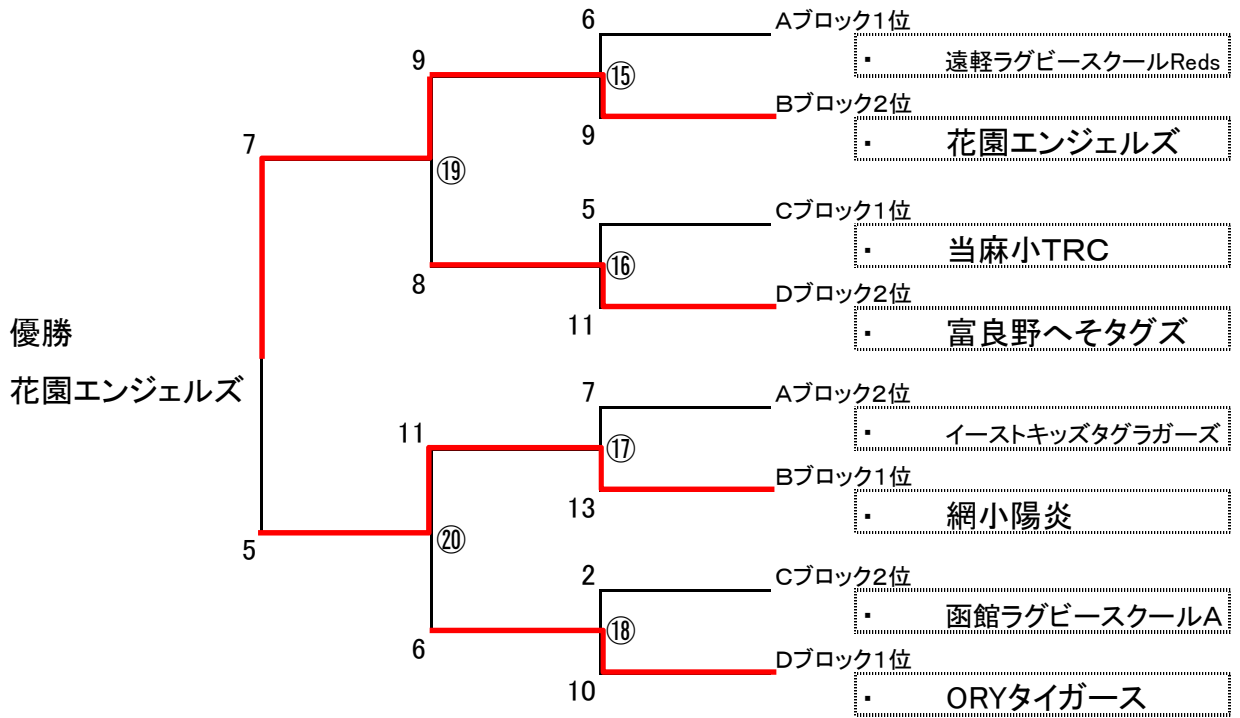 6
Aブロック1位
・ 遠軽ラグビースクールReds
9
⑮
Bブロック2位
9
・ 花園エンジェルズ
7
⑲
5
Cブロック1位
・ 当麻小TRC
⑯
8
Dブロック2位
11
・ 富良野へそタグズ
優勝
花園エンジェルズ
7
Aブロック2位
11
・ イーストキッズタグラガーズ
⑰
Bブロック1位
13
・ 網小陽炎
5
⑳
2
Cブロック2位
・ 函館ラグビースクールA
⑱
6
Dブロック1位
10
・ ORYタイガース